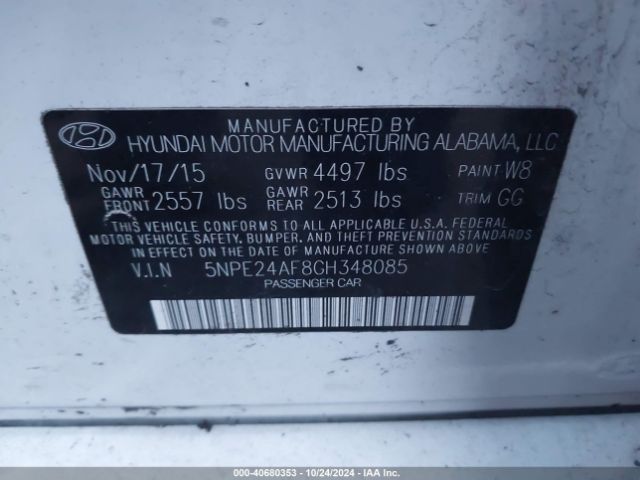 MANUFACTURED BY
HYUNDAI MOTOR MANUFACTURING ALABAMA, LLC
Nov/17/15 GVWR 4497 lbs PAINT W8
GAWR FRONT 2557 lbs GAWR REAR 2513 lbs TRIM GG
THIS VEHICLE CONFORMS TO ALL APPLICABLE U.S.A. FEDERAL
MOTOR VEHICLE SAFETY, BUMPER, AND THEFT PREVENTION STANDARDS
IN EFFECT ON THE DATE OF MANUFACTURE SHOWN ABOVE.
V.I.N 5NPE24AF8GH348085
PASSENGER CAR
000-40680353 - 10/24/2024 - IAA Inc.